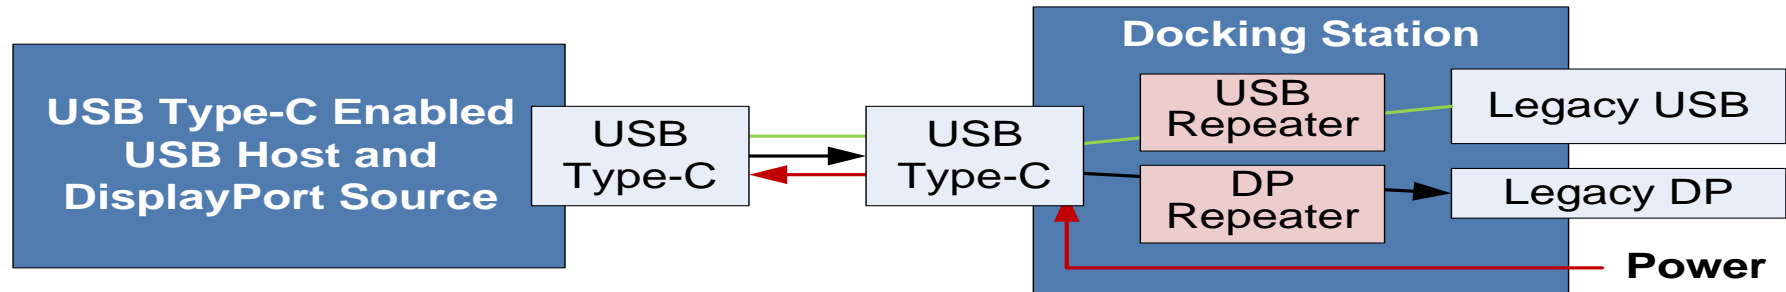 USB Type-C Enabled
USB Host and
DisplayPort Source
USB
Type-C
USB
Type-C
Docking Station
USB
Repeater
DP
Repeater
Legacy USB
Legacy DP
Power